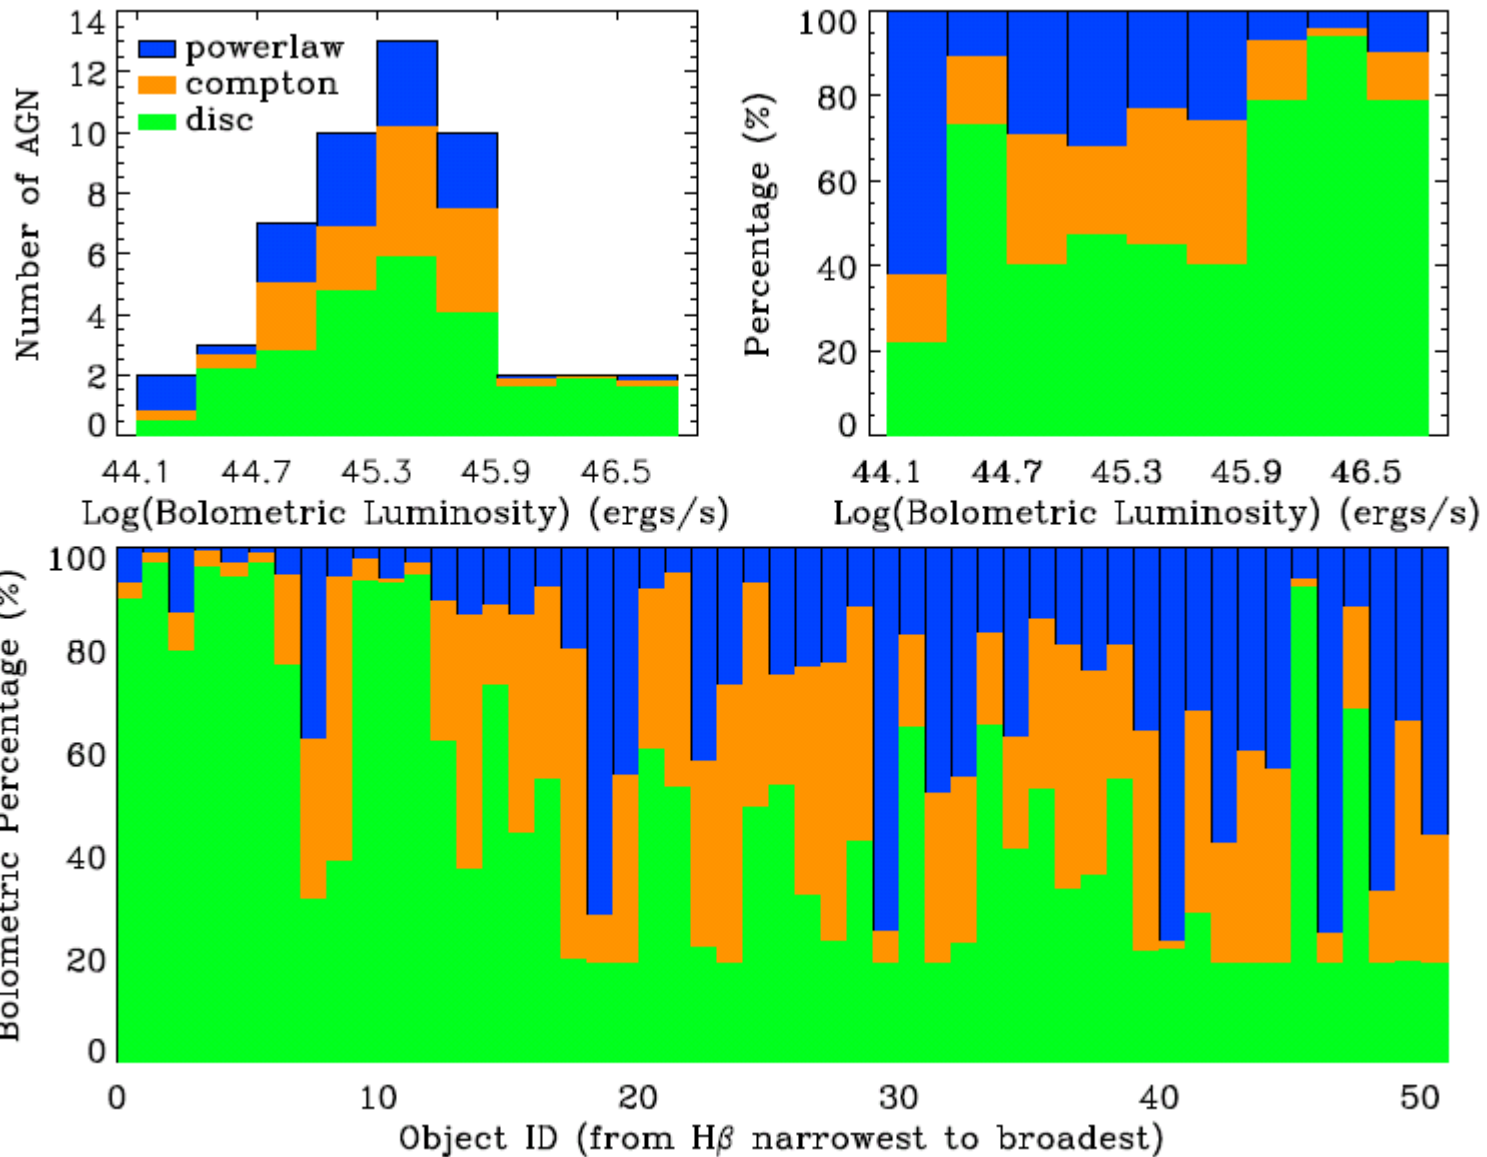 14
12
10
8
6
4
2
0
Number of AGN
powerlaw
compton
disc
44.1 44.7 45.3 45.9 46.5
Log(Bolometric Luminosity) (ergs/s)
100
80
60
40
20
0
Percentage (%)
44.1 44.7 45.3 45.9 46.5
Log(Bolometric Luminosity) (ergs/s)
100
80
60
40
20
0
Bolometric Percentage (%)
0 10 20 30 40 50
Object ID (from Hβ narrowest to broadest)